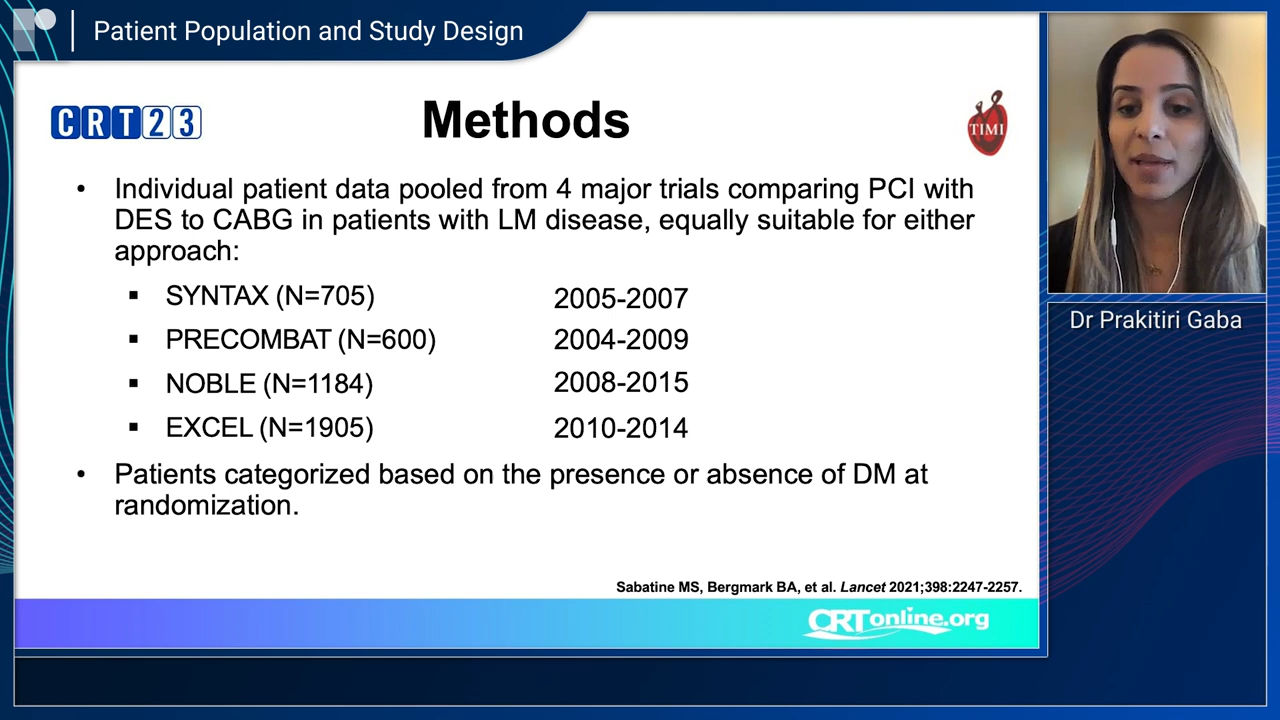 Patient Population and Study Design
CRT23
Methods
TIMI
• Individual patient data pooled from 4 major trials comparing PCI with
DES to CABG in patients with LM disease, equally suitable for either
approach:
▪ SYNTAX (N=705) 2005-2007
▪ PRECOMBAT (N=600) 2004-2009
▪ NOBLE (N=1184) 2008-2015
▪ EXCEL (N=1905) 2010-2014
• Patients categorized based on the presence or absence of DM at
randomization.
Sabatine MS, Bergmark BA, et al. Lancet 2021;398:2247-2257.
CRTonline.org
Dr Prakitiri Gaba